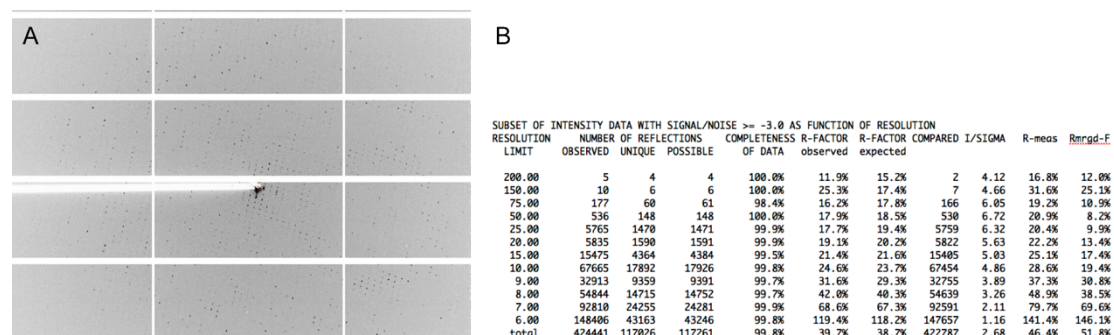 A
B
SUBSET OF INTENSITY DATA WITH SIGNAL/NOISE >= -3.0 AS FUNCTION OF RESOLUTION
RESOLUTION NUMBER OF REFLECTIONS COMPLETENESS R-FACTOR R-FACTOR COMPARED I/SIGMA R-meas Rmrgd-F
LIMIT OBSERVED UNIQUE POSSIBLE OF DATA observed expected
200.00 5 4 4 100.0% 11.9% 15.2% 2 4.12 16.8% 12.0%
150.00 10 6 6 100.0% 25.3% 17.4% 7 4.66 31.6% 25.1%
75.00 177 60 61 98.4% 16.2% 17.8% 166 6.05 19.2% 10.9%
50.00 536 148 148 100.0% 17.9% 18.5% 530 6.72 20.9% 8.2%
25.00 5765 1470 1471 99.9% 17.7% 19.4% 5759 6.32 20.4% 9.9%
20.00 5835 1590 1591 99.9% 19.1% 20.2% 5822 5.63 22.2% 13.4%
15.00 15475 4364 4384 99.5% 21.4% 21.6% 15405 5.03 25.1% 17.4%
10.00 67665 17892 17926 99.8% 24.6% 23.7% 67454 4.86 28.6% 19.4%
9.00 32913 9359 9391 99.7% 31.6% 29.3% 32755 3.89 37.3% 30.8%
8.00 54844 14715 14752 99.7% 42.0% 40.3% 54639 3.26 48.9% 38.5%
7.00 92810 24255 24281 99.9% 68.6% 67.3% 92591 2.11 79.7% 69.6%
6.00 148406 43163 43246 99.8% 119.4% 118.2% 147657 1.16 141.4% 146.1%
total 424441 117026 117261 99.8% 39.7% 38.7% 422787 2.68 46.4% 51.8%